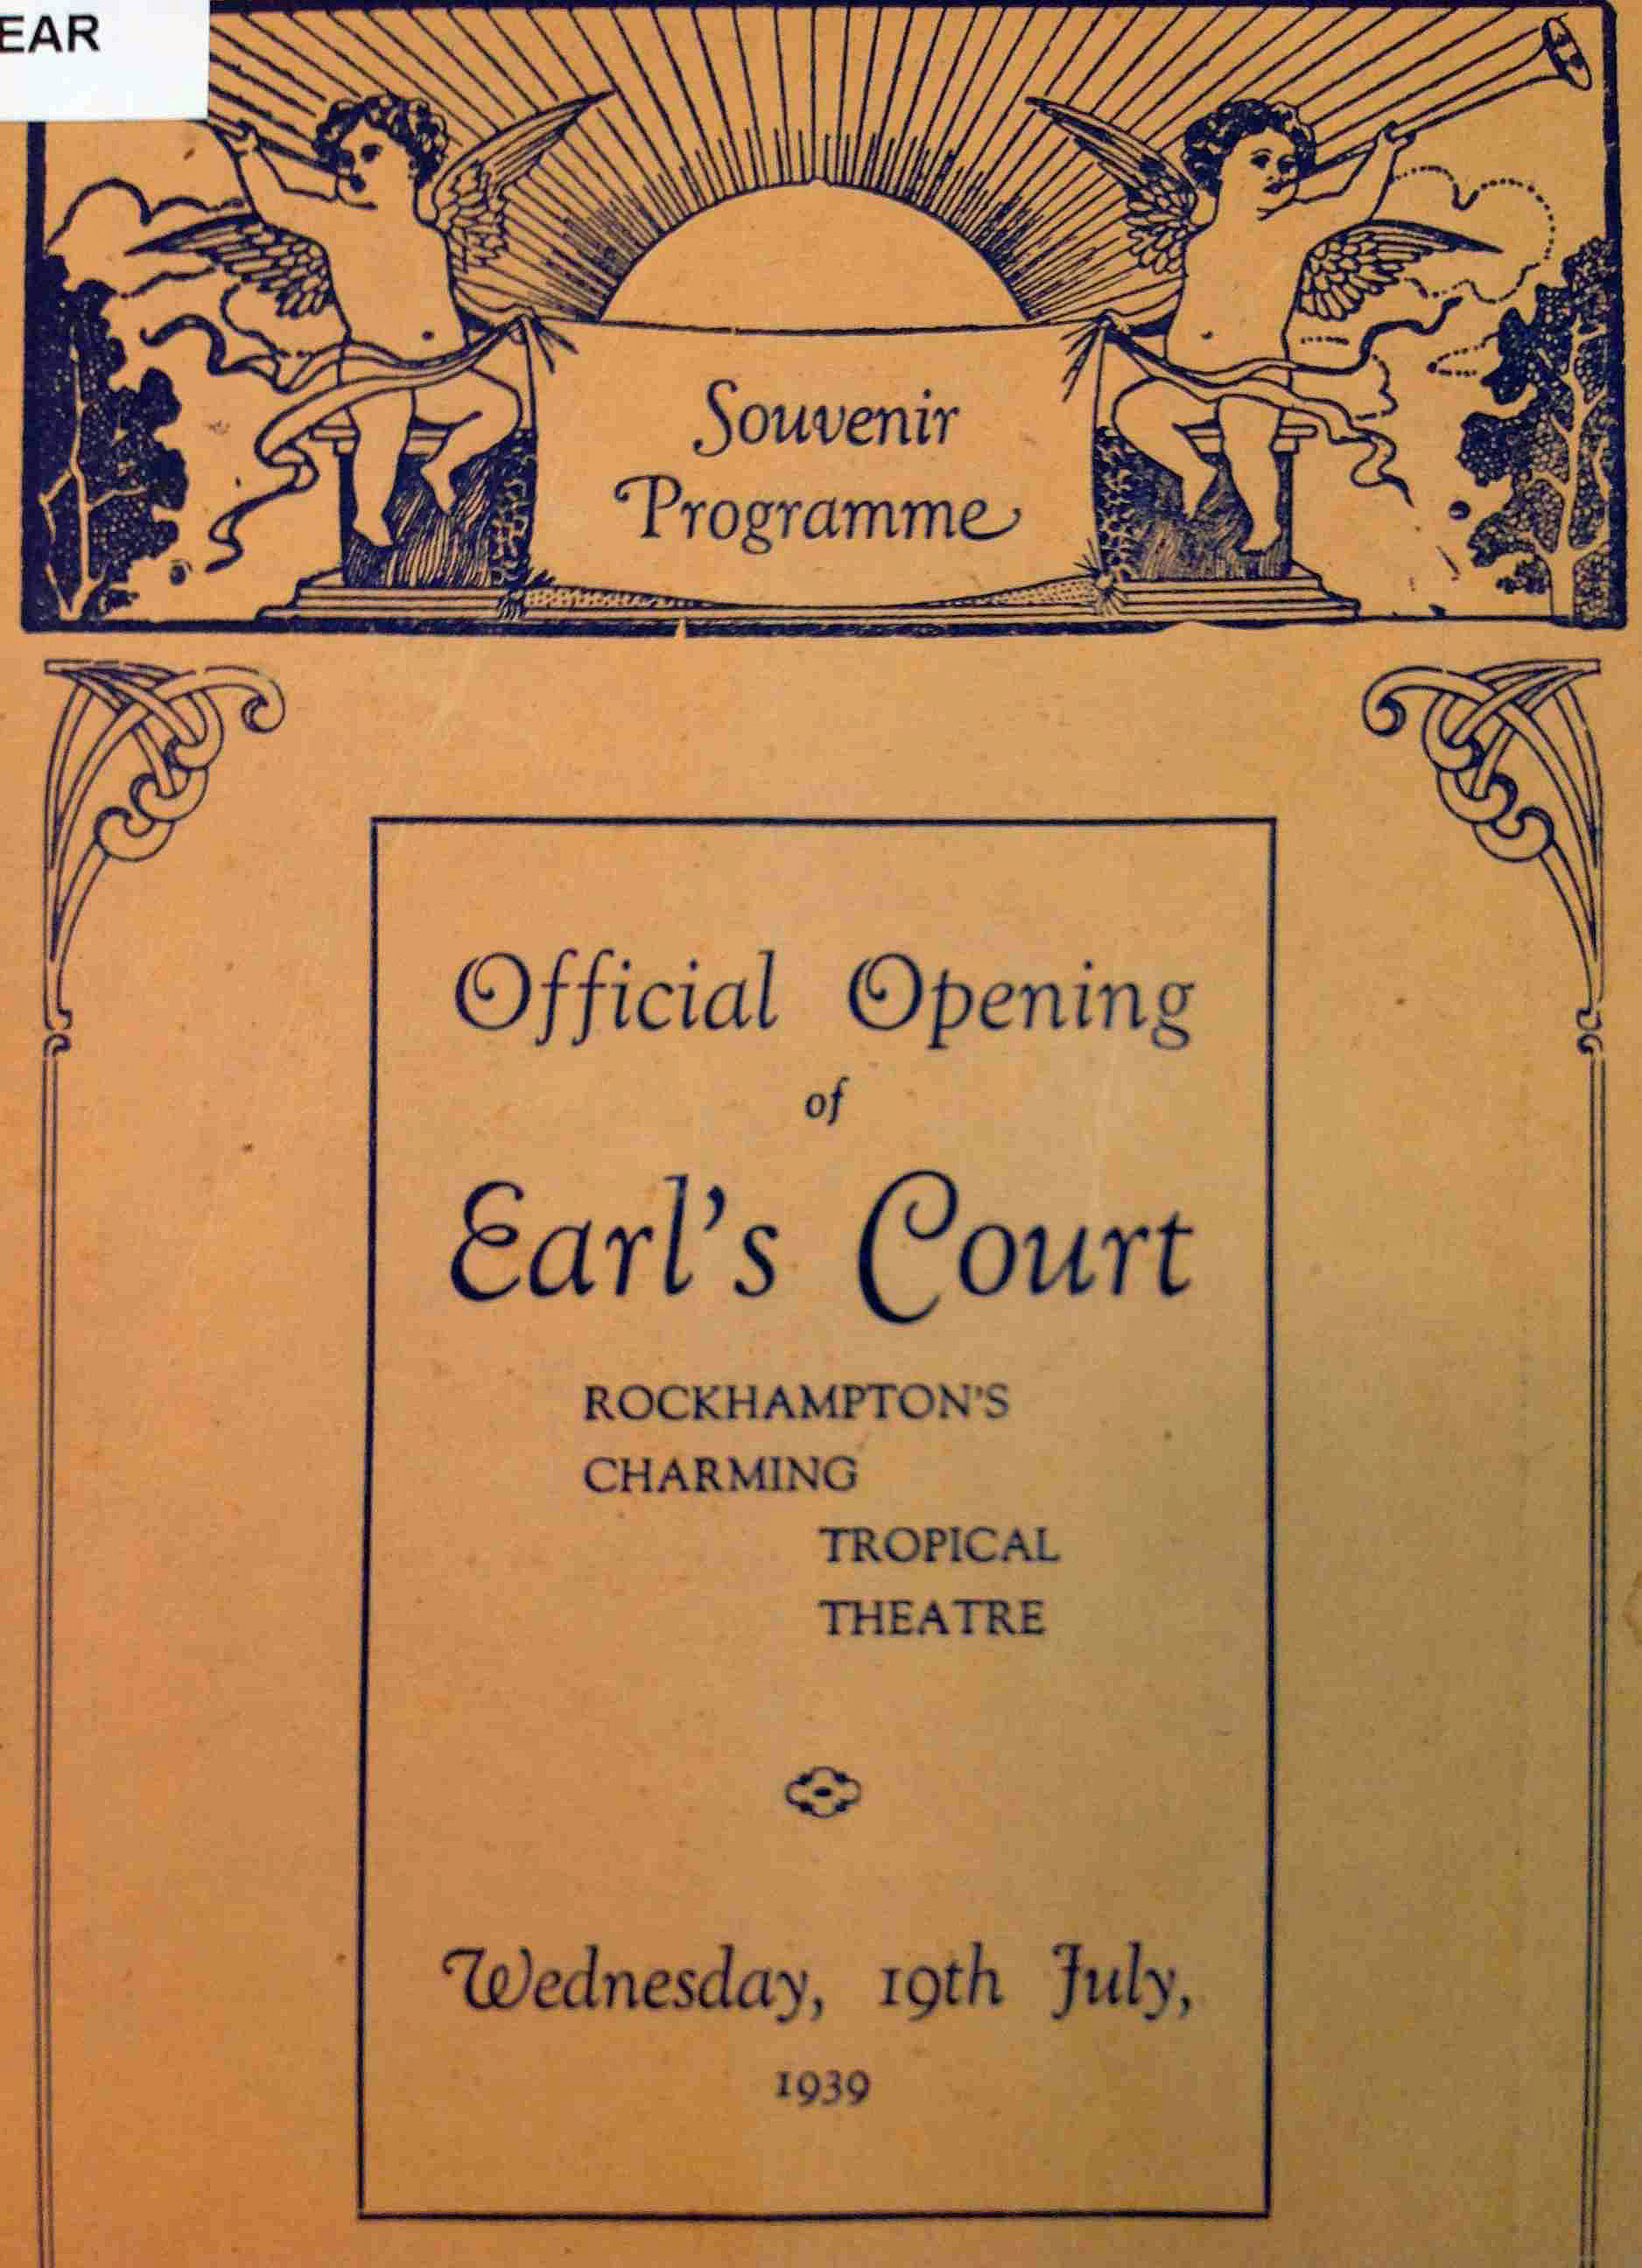 EAR
Souvenir
Programme
Official Opening
of
Earl's Court
ROCKHAMPTON'S
CHARMING
TROPICAL
THEATRE
Wednesday, 19th July,
1939